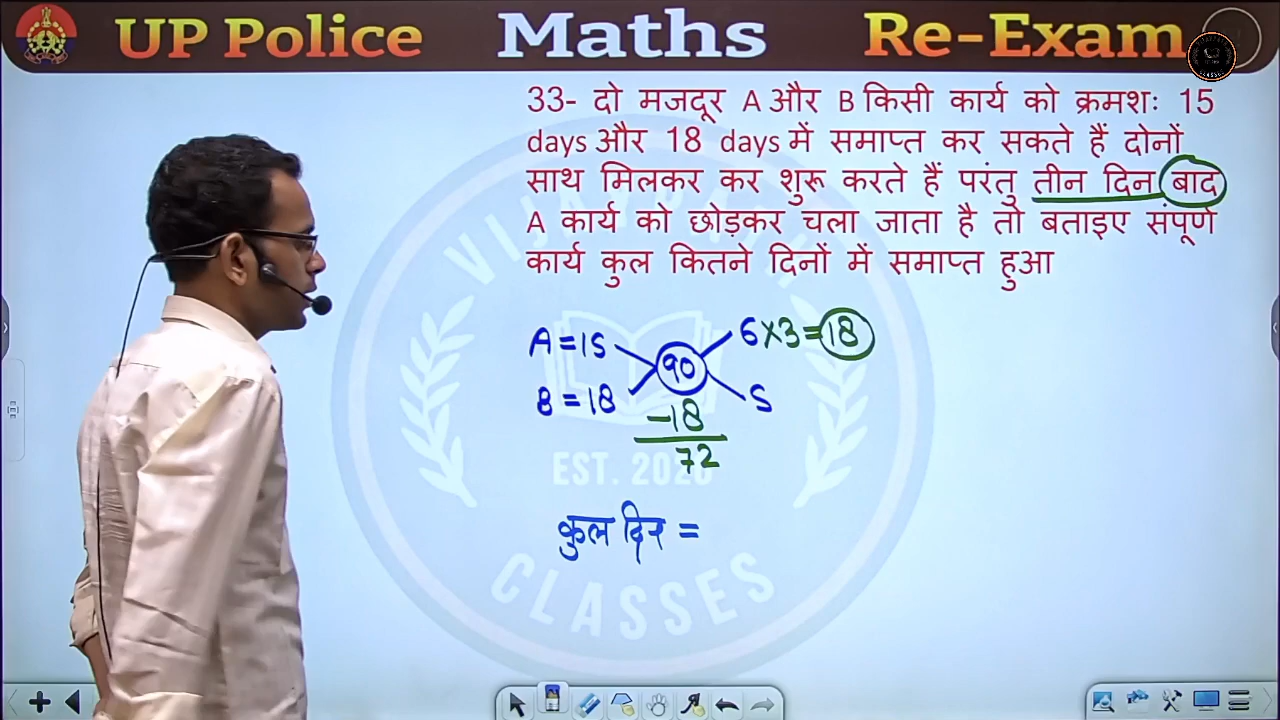 UP Police Maths Re-Exam
33- दो मजदूर A और B किसी कार्य को क्रमशः 15
days और 18 days में समाप्त कर सकते हैं दोनों
साथ मिलकर कर शुरू करते हैं परंतु तीन दिन बाद
A कार्य को छोड़कर चला जाता है तो बताइए संपूर्ण
कार्य कुल कितने दिनों में समाप्त हुआ
A = 15
90
6 × 3 = 18
B = 18
5
-18
72
EST. 2020
कुल दिन =
CLASSES